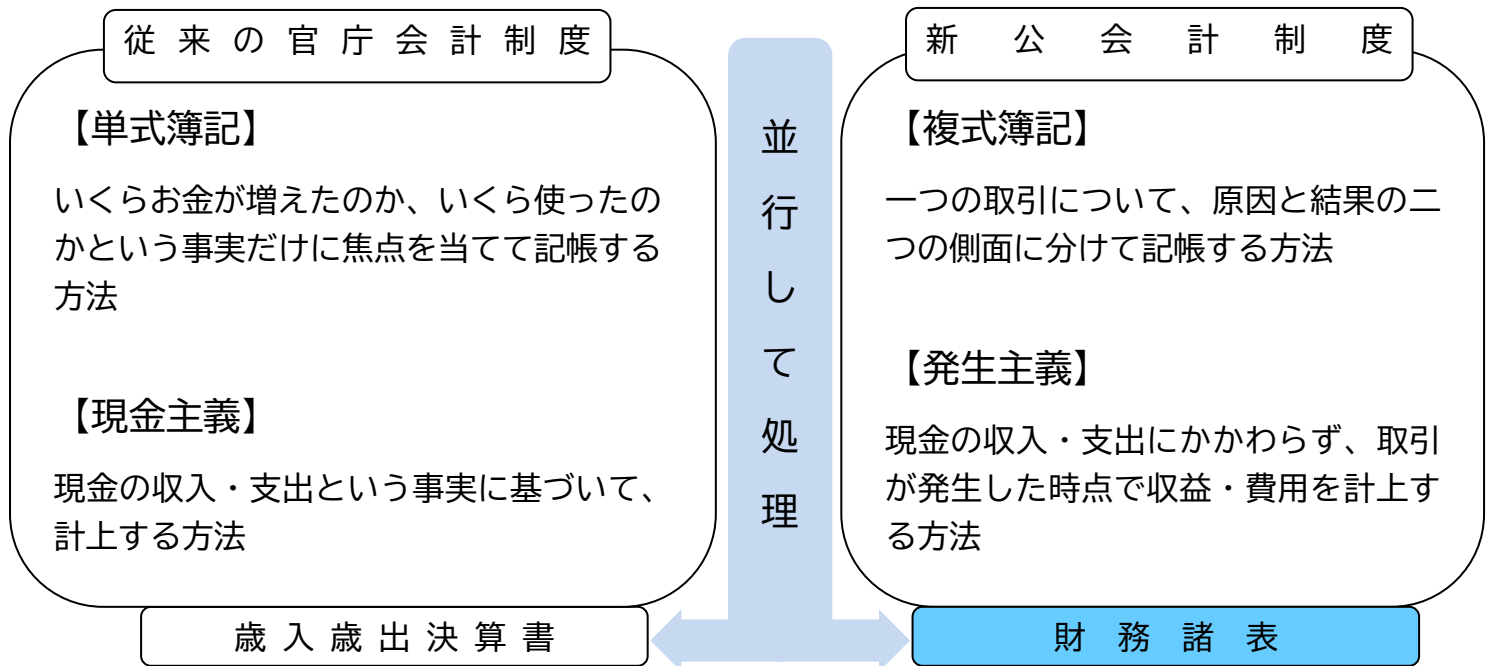 従来の官庁会計制度
【単式簿記】
いくらお金が増えたのか、いくら使ったの
かという事実だけに焦点を当てて記帳する
方法
【現金主義】
現金の収入・支出という事実に基づいて、
計上する方法
歳入歳出決算書
並行して処理
新公会計制度
【複式簿記】
一つの取引について、原因と結果の二
つの側面に分けて記帳する方法
【発生主義】
現金の収入・支出にかかわらず、取引
が発生した時点で収益・費用を計上す
る方法
財務諸表